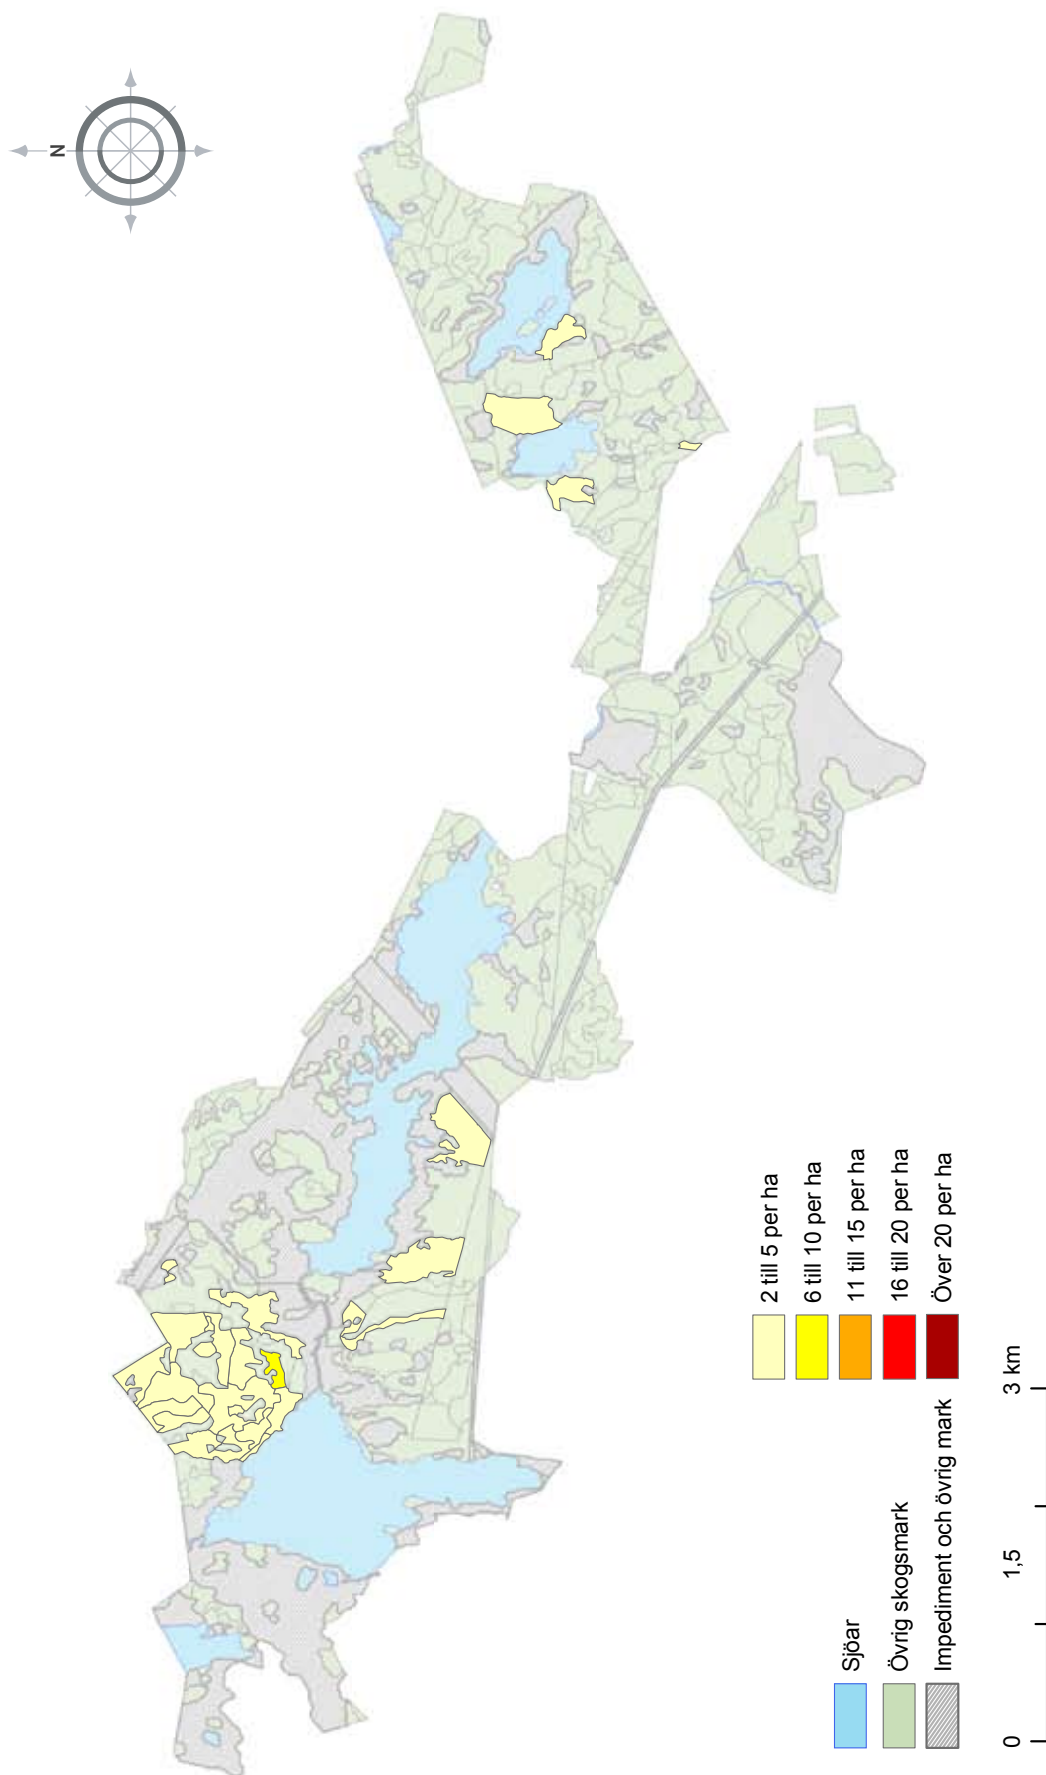 N
2 till 5 per ha
6 till 10 per ha
11 till 15 per ha
16 till 20 per ha
Över 20 per ha
Sjöar
Övrig skogsmark
Impediment och övrig mark
0 1,5 3 km